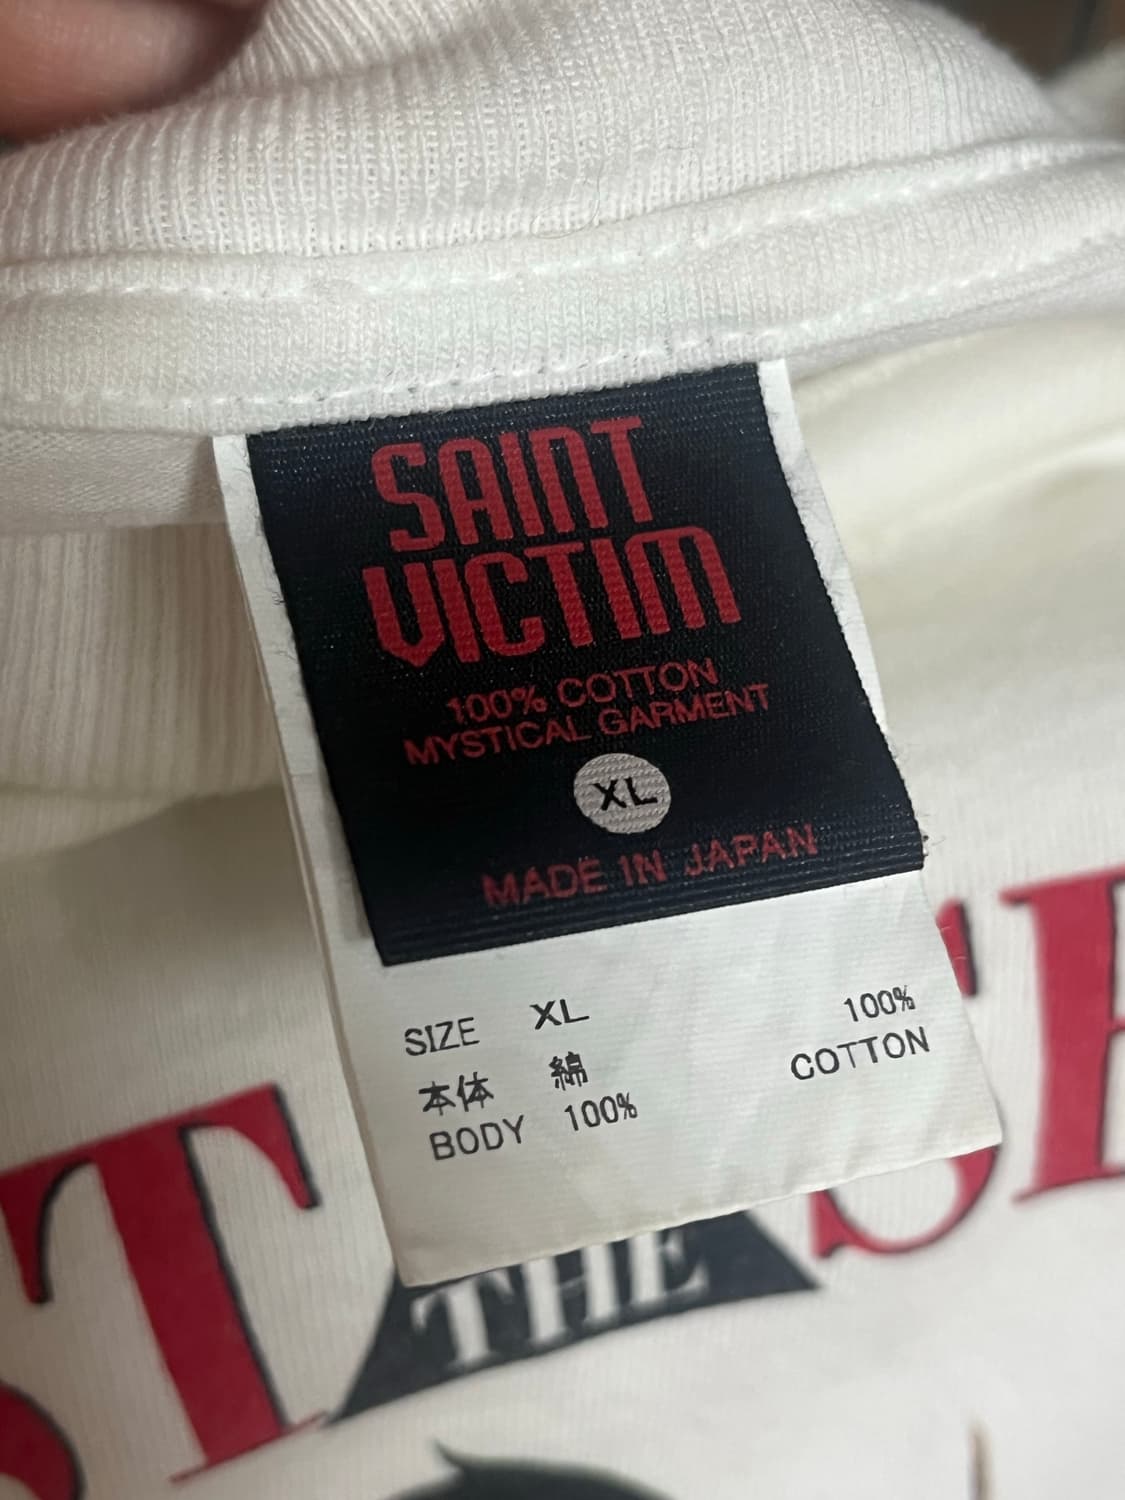 SAINT
VICTIM
100% COTTON
MYSTICAL GARMENT
XL
MADE IN JAPAN
SIZE XL 100%
本体 綿 COTTON
BODY 100%
THE